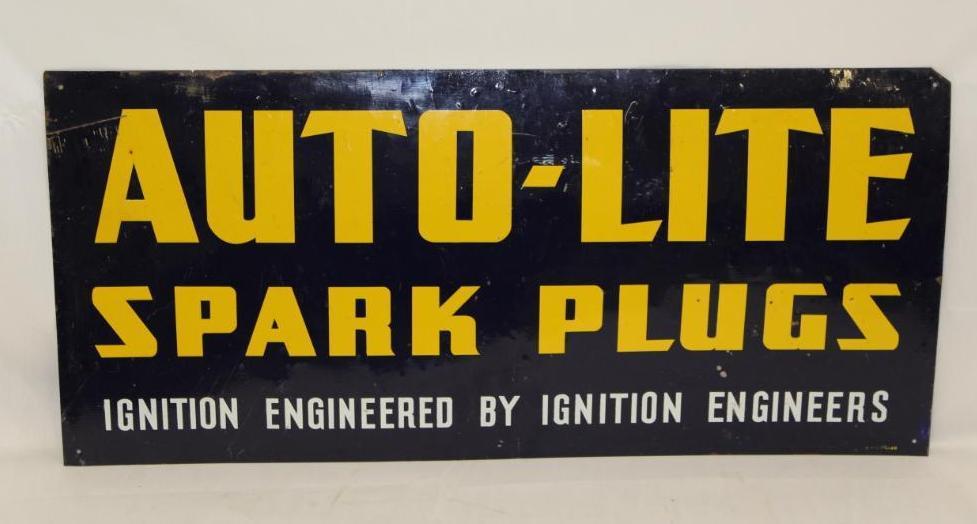 AUTO-LITE
SPARK PLUGS
IGNITION ENGINEERED BY IGNITION ENGINEERS